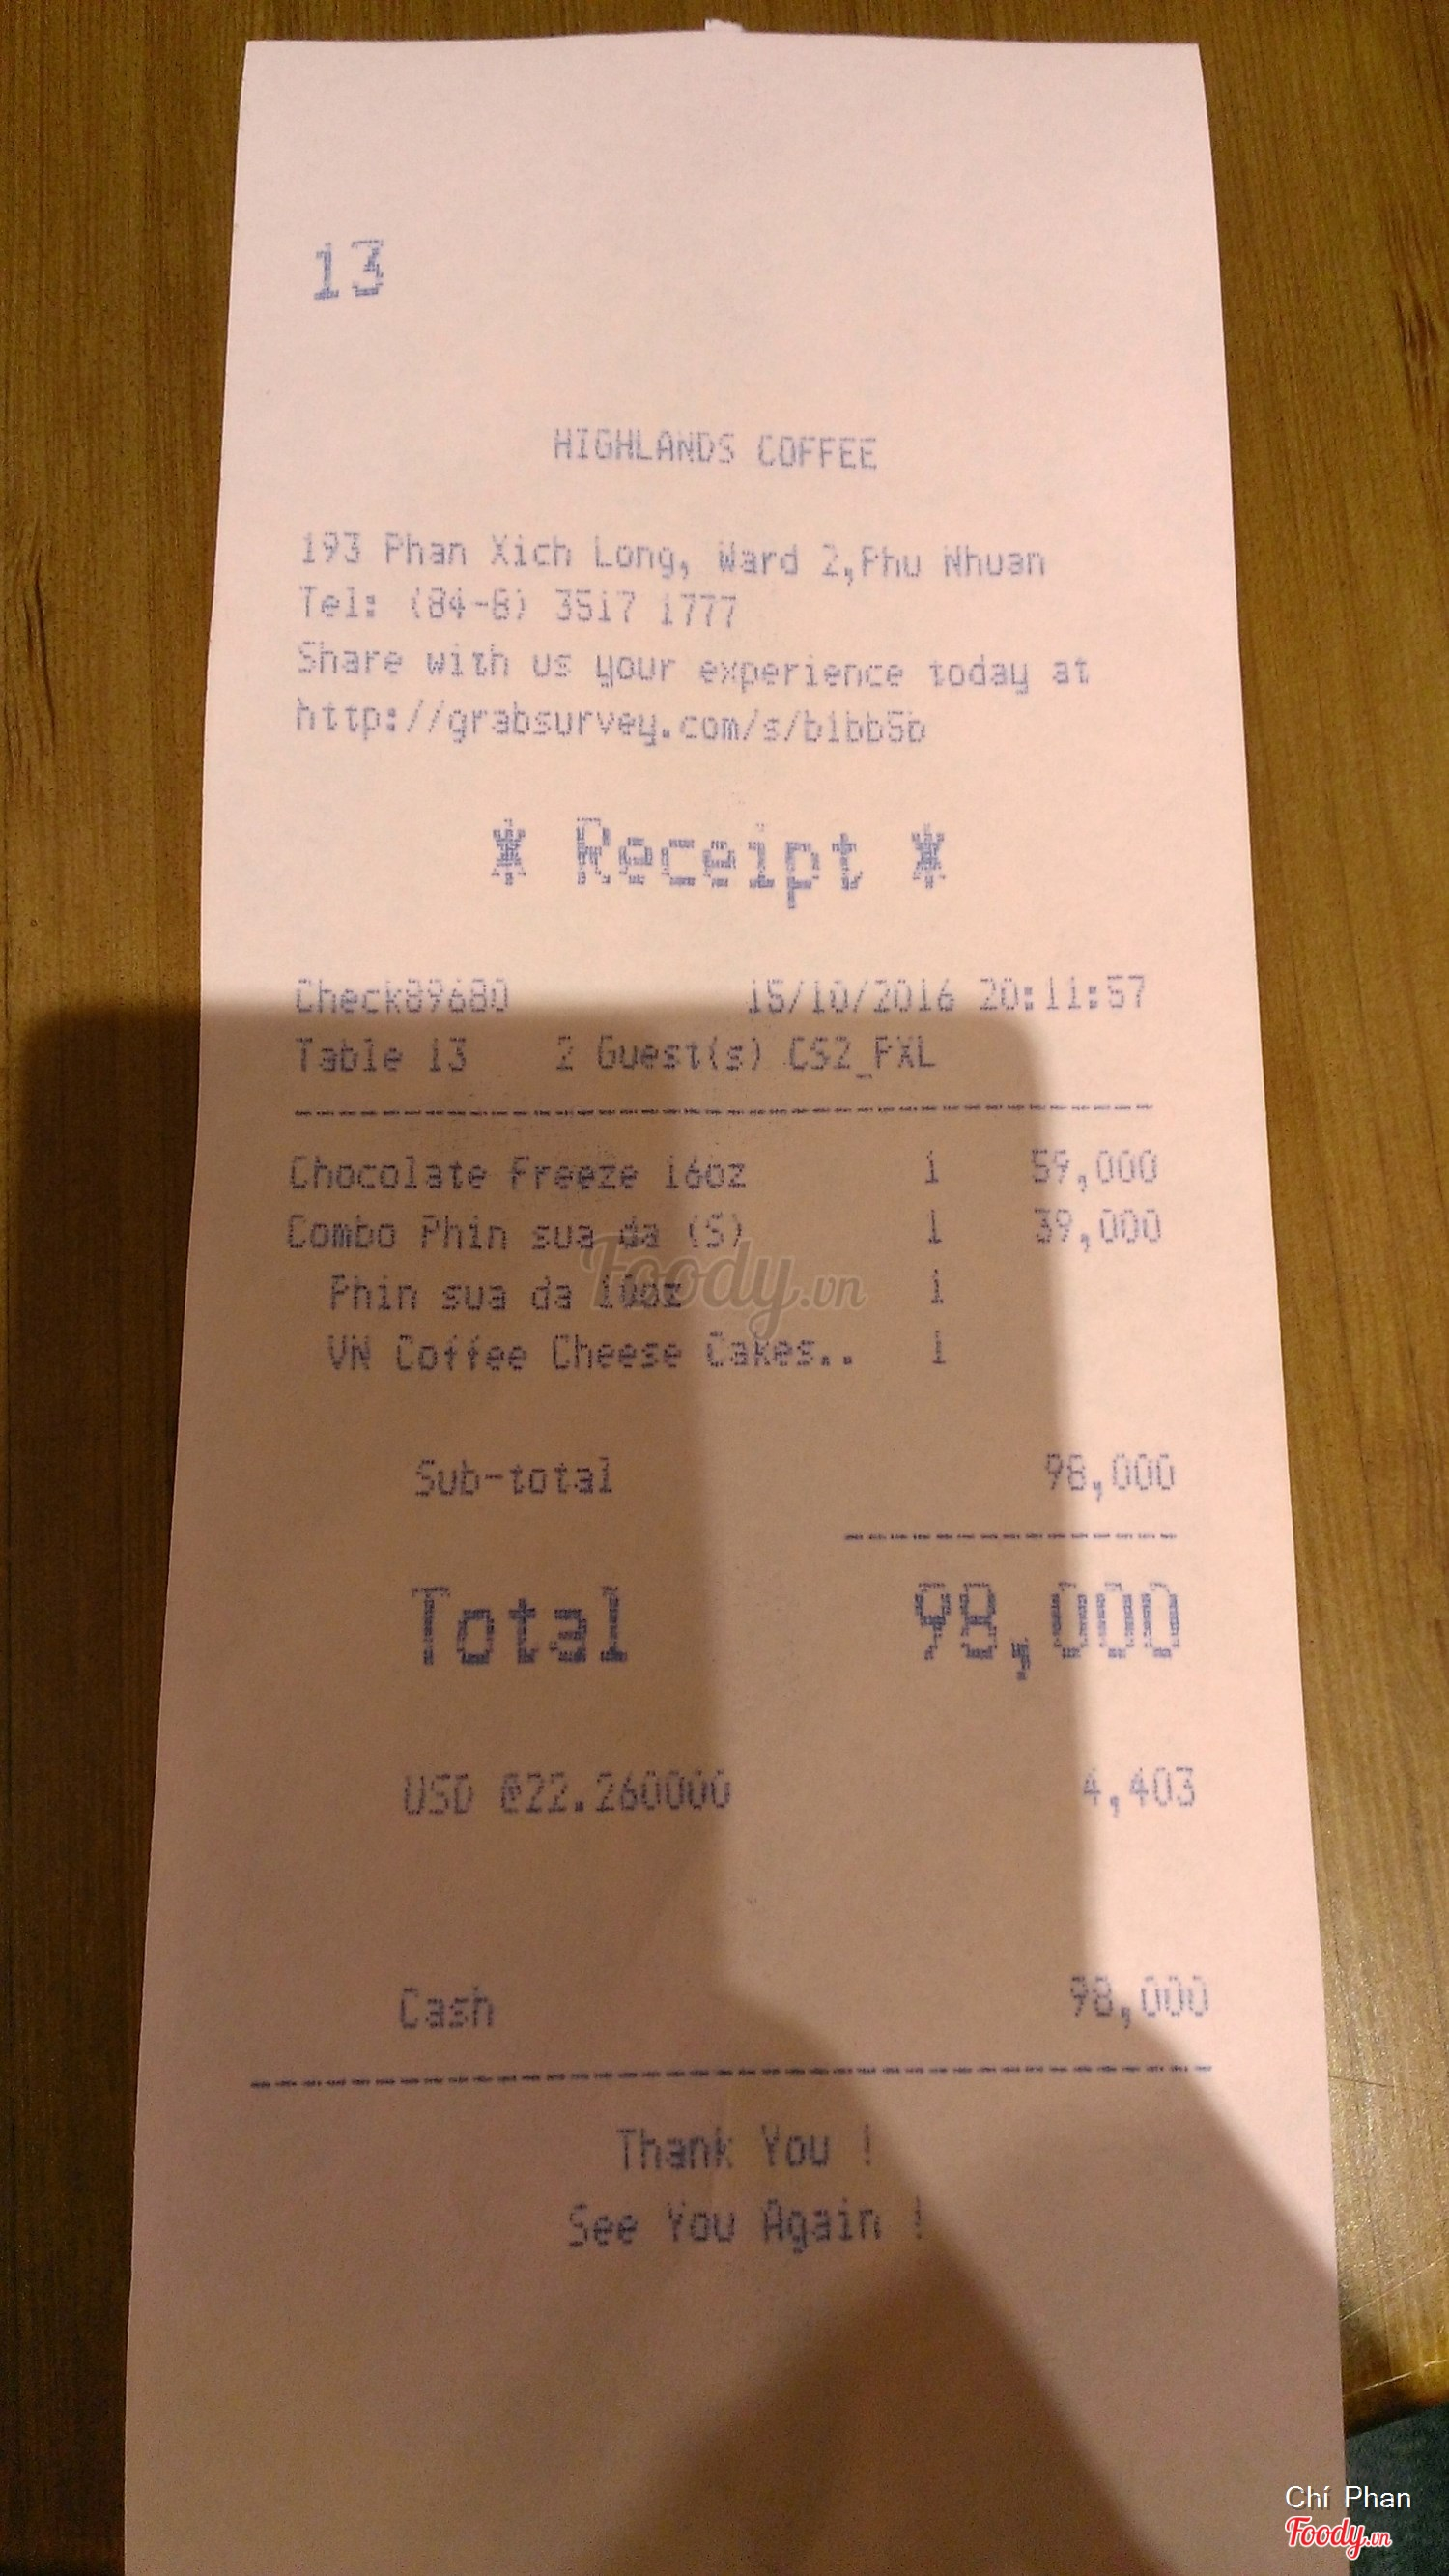 13
HIGHLANDS COFFEE
193 Phan Xich Long, Ward 2,Phu Nhuan
Tel: (84-8) 3517 1777
Share with us your experience today at
http://grabsurvey.com/s/b1bb5b
* Receipt *
Check89680 15/10/2016 20:11:57
Table 13 2 Guest(s) CS2_PXL
Chocolate Freeze 16oz 1 59,000
Combo Phin sua da (S) 1 39,000
Phin sua da 16oz 1
VN Coffee Cheese Cakes.. 1
Foody.vn
Sub-total 98,000
Total 98,000
USD @22.260000 4,403
Cash 98,000
Thank You !
See You Again !
Chí Phan
Foody.vn